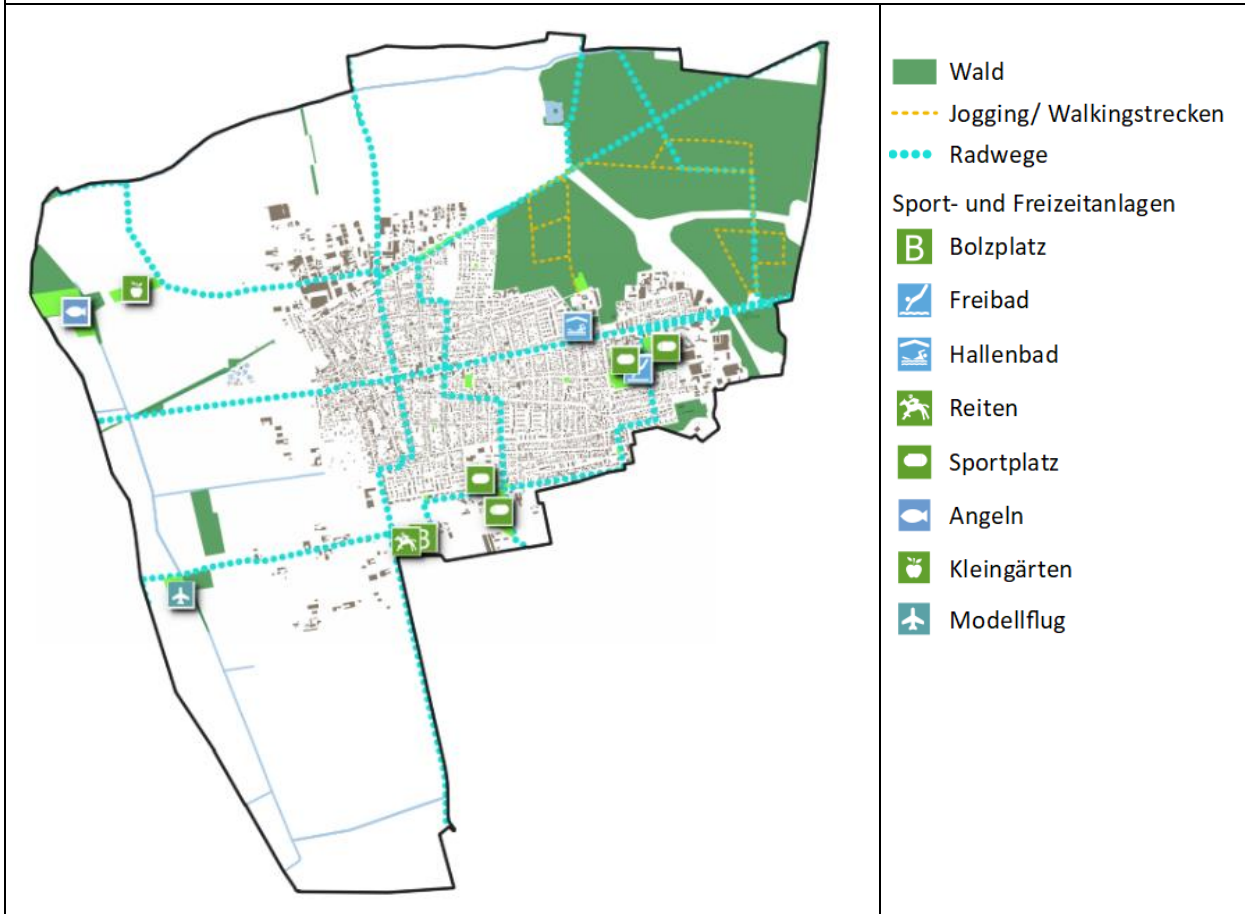 Wald
Jogging/ Walkingstrecken
Radwege
Sport- und Freizeitanlagen
B
Bolzplatz
Freibad
Hallenbad
Reiten
Sportplatz
Angeln
Kleingärten
Modellflug
B